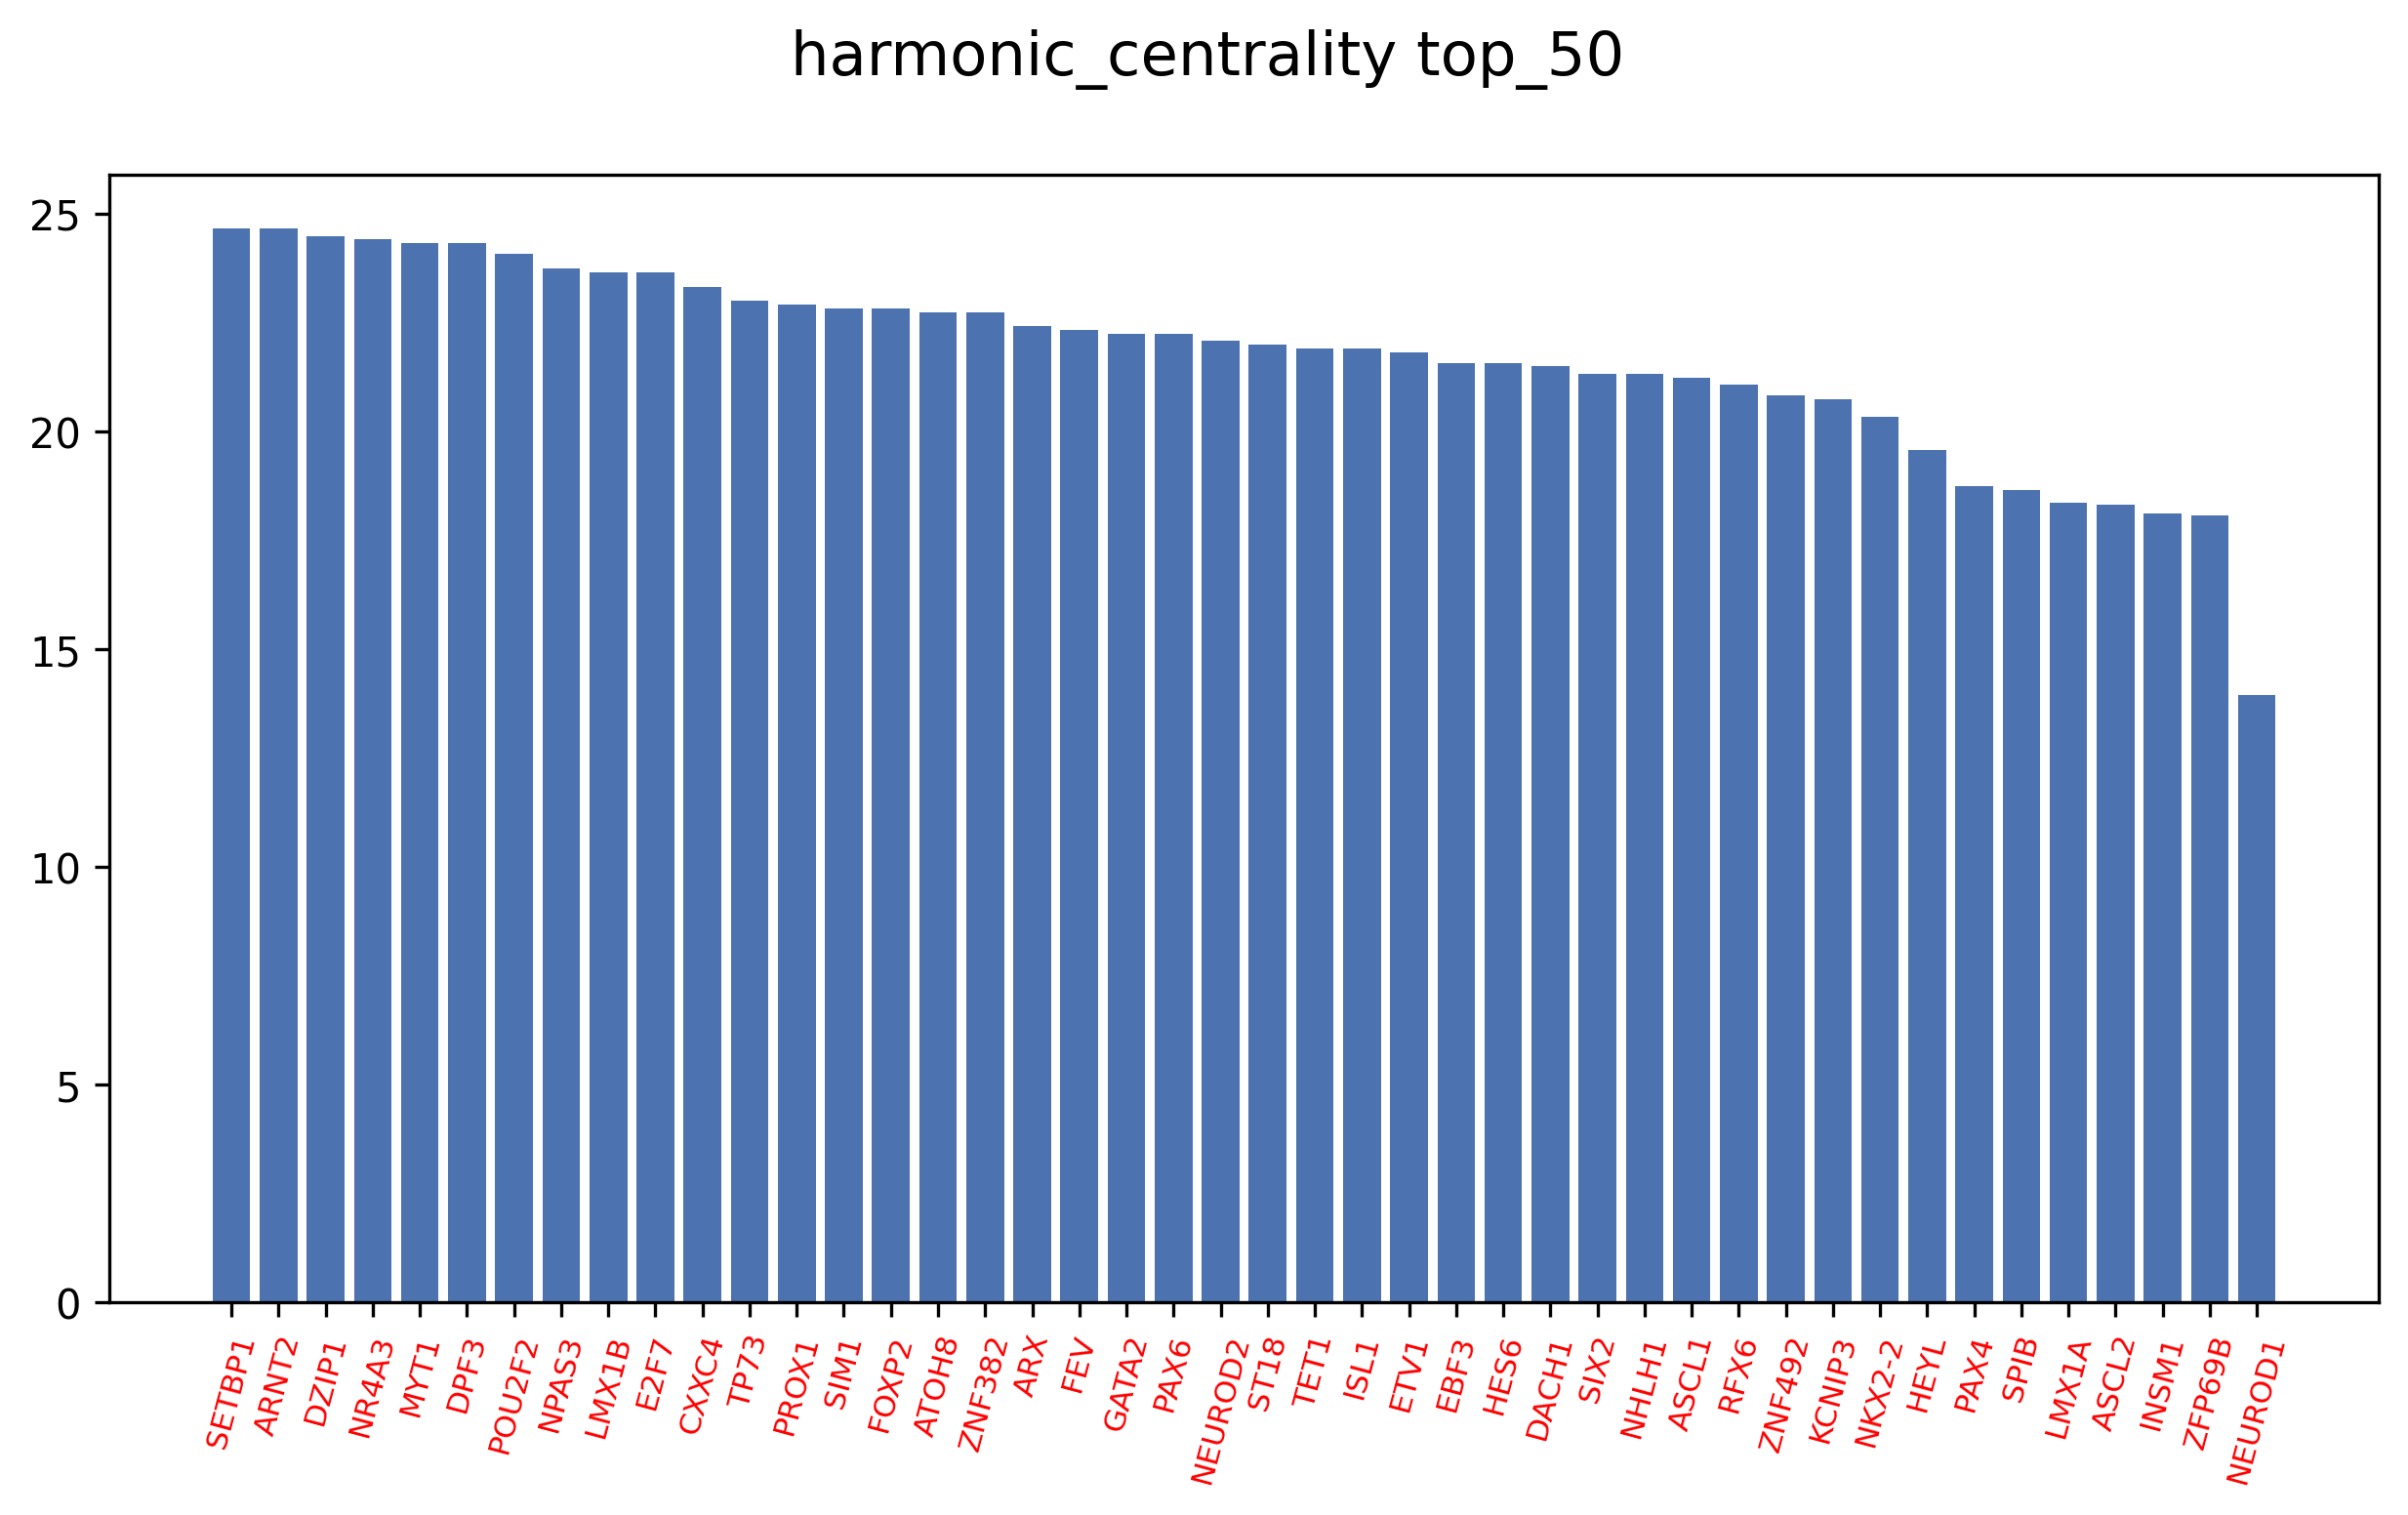 harmonic_centrality top_50
25
20
15
10
5
0
SETBP1
ARNT2
DZIP1
NR4A3
MYT1
DPF3
POU2F2
NPAS3
LMX1B
E2F7
CXXC4
TP73
PROX1
SIM1
FOXP2
ATOH8
ZNF382
ARX
FEV
GATA2
PAX6
NEUROD2
ST18
TET1
ISL1
ETV1
EBF3
HES6
DACH1
SIX2
NHLH1
ASCL1
RFX6
ZNF492
KCNIP3
NKX2-2
HEYL
PAX4
SPIB
LMX1A
ASCL2
INSM1
ZFP69B
NEUROD1